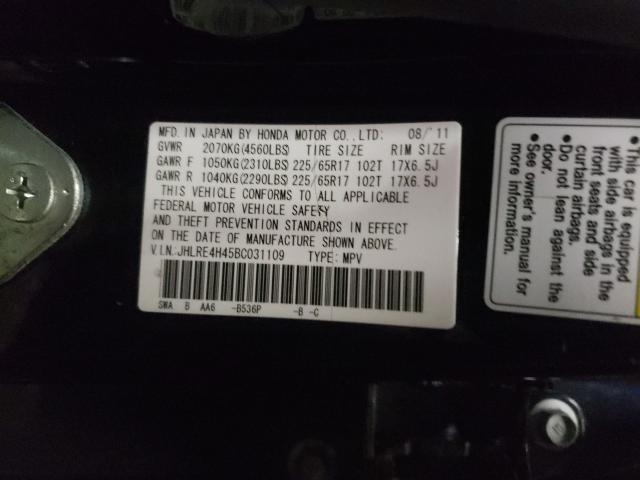 MFD. IN JAPAN BY HONDA MOTOR CO.,LTD: 08/'11
GVWR 2070KG(4560LBS) TIRE SIZE RIM SIZE
GAWR F 1050KG(2310LBS) 225/65R17 102T 17X6.5J
GAWR R 1040KG(2290LBS) 225/65R17 102T 17X6.5J
THIS VEHICLE CONFORMS TO ALL APPLICABLE
FEDERAL MOTOR VEHICLE SAFETY
AND THEFT PREVENTION STANDARDS IN EFFECT
ON THE DATE OF MANUFACTURE SHOWN ABOVE.
V.I.N:JHLRE4H45BC031109 TYPE: MPV
SWA B AA6 -B536P -B -C
• This car is equipped
with side airbags in the
front seats and side
curtain airbags.
• Do not lean against the
door.
• See owner's manual for
more information.